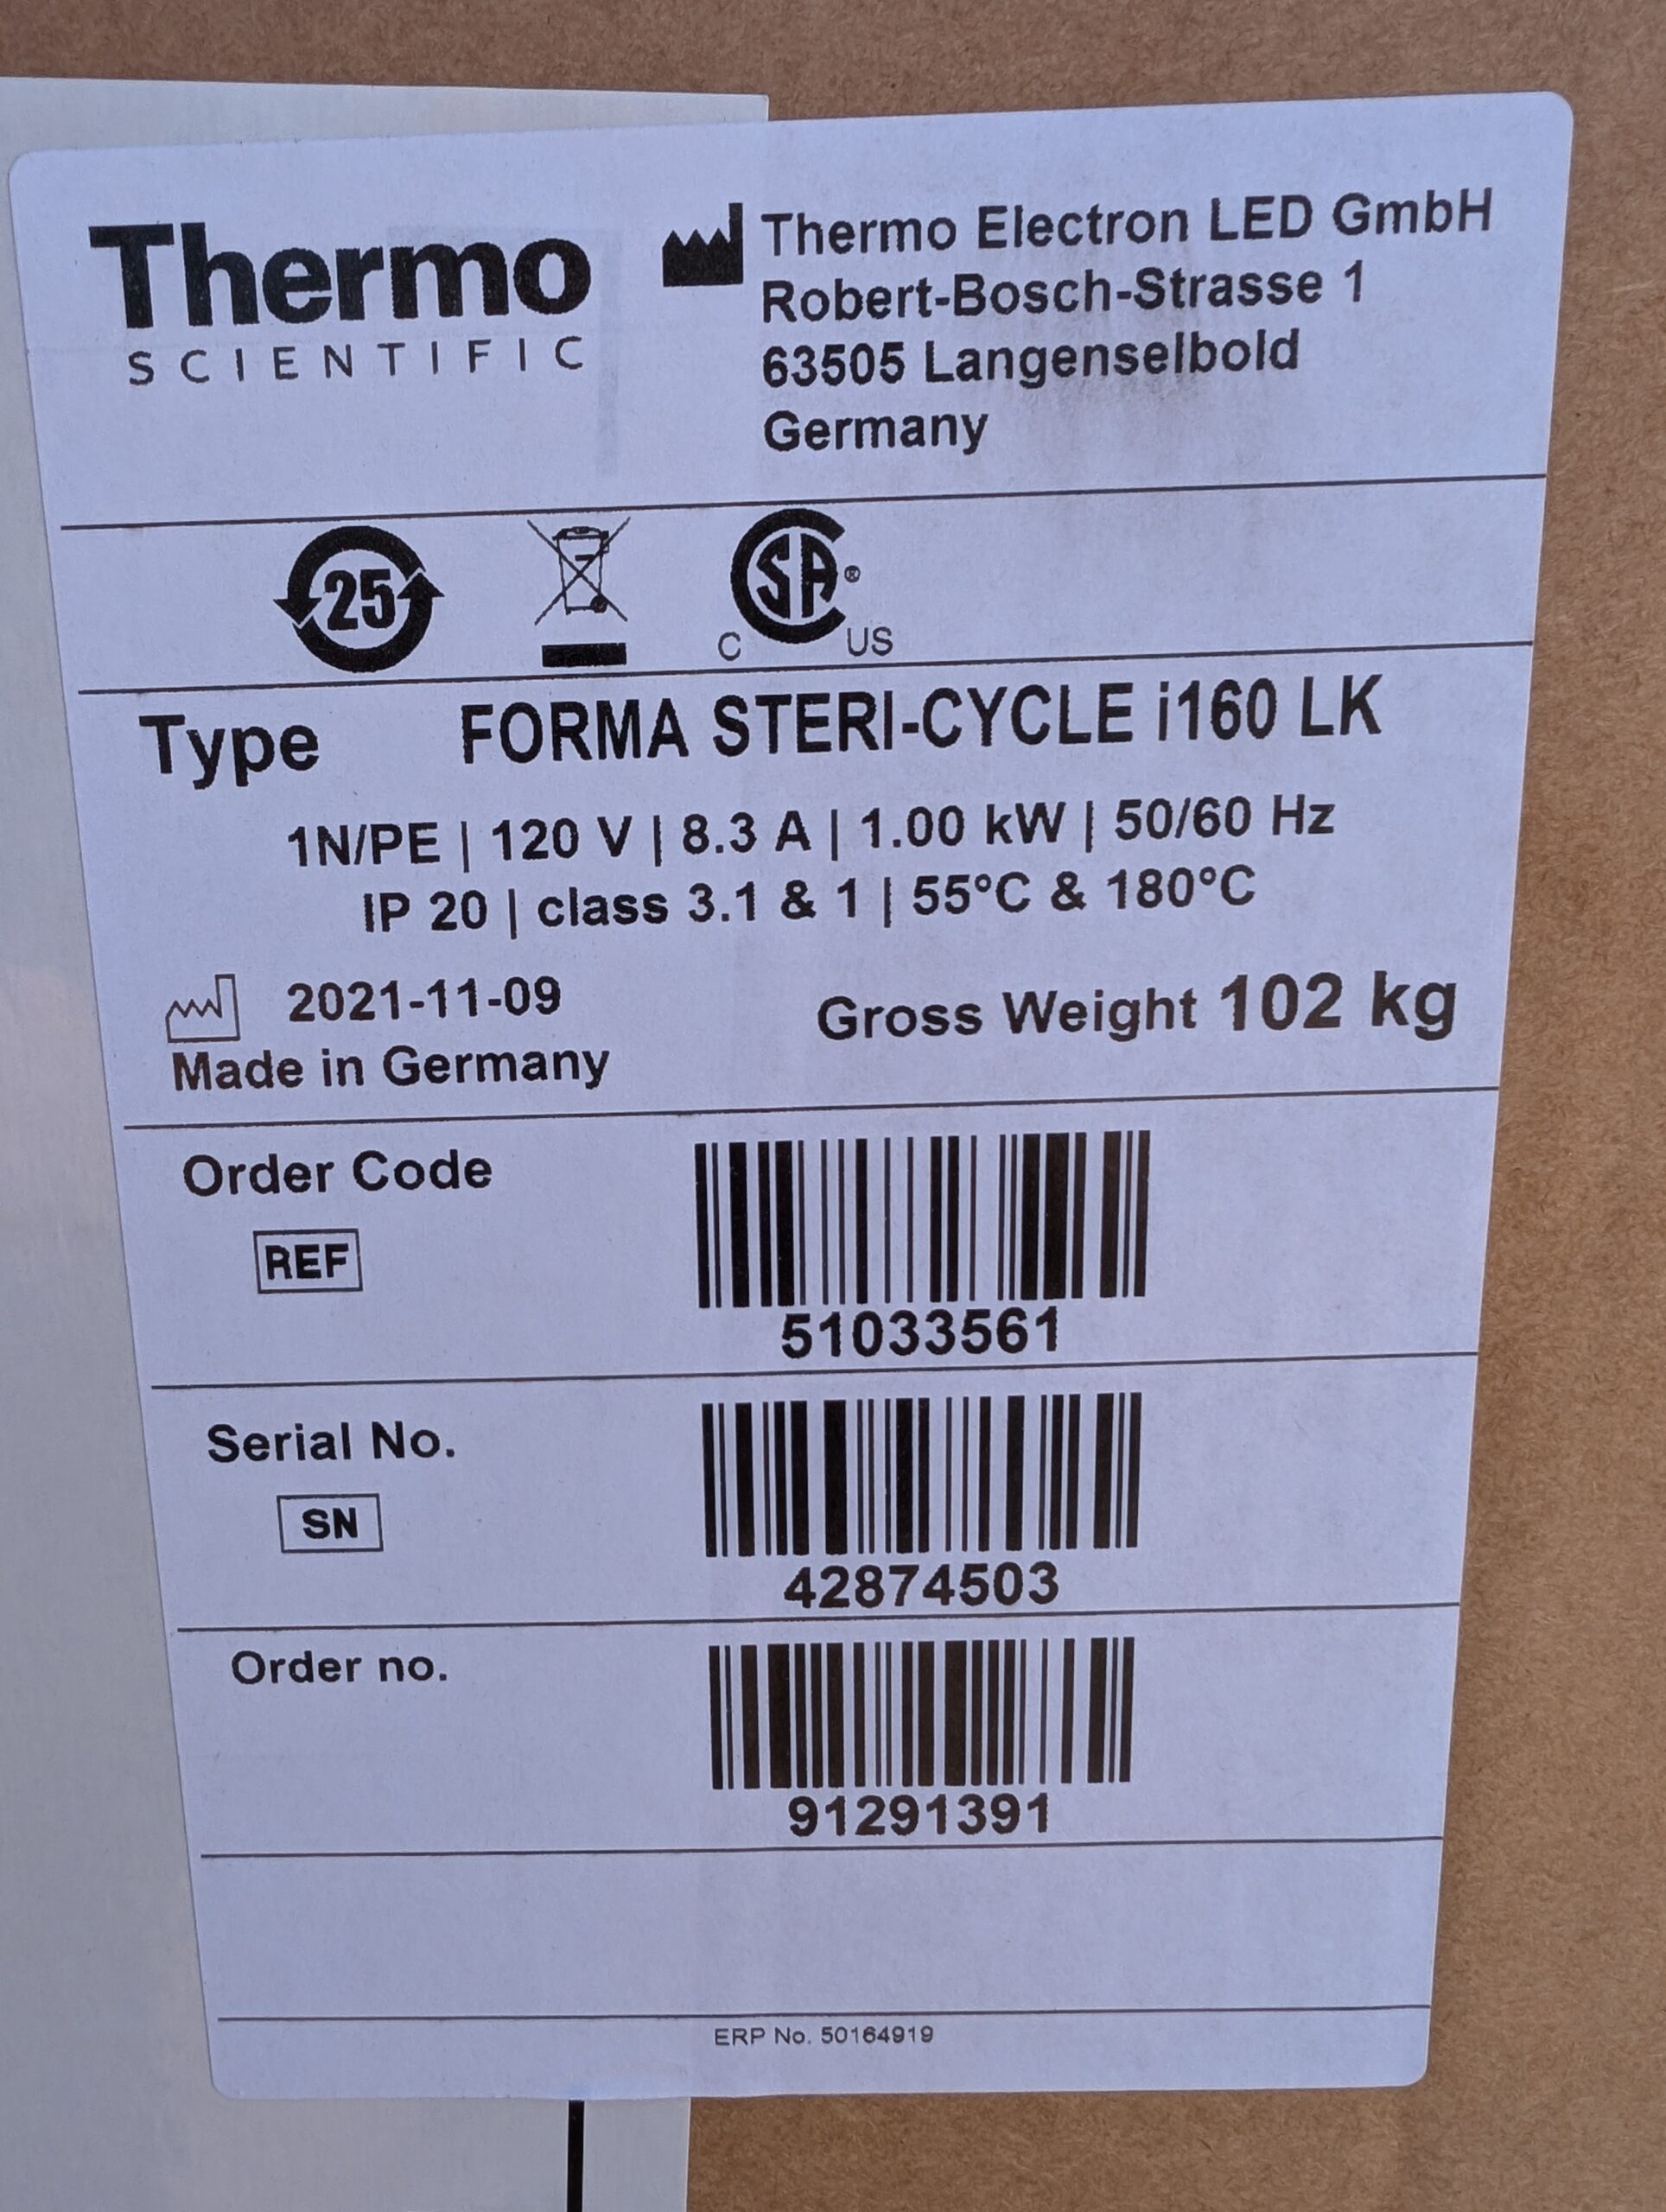 Thermo
SCIENTIFIC
Thermo Electron LED GmbH
Robert-Bosch-Strasse 1
63505 Langenselbold
Germany
25
C SA ® US
Type FORMA STERI-CYCLE i160 LK
1N/PE | 120 V | 8.3 A | 1.00 kW | 50/60 Hz
IP 20 | class 3.1 & 1 | 55°C & 180°C
2021-11-09
Made in Germany
Gross Weight 102 kg
Order Code
REF
51033561
Serial No.
SN
42874503
Order no.
91291391
ERP No. 50164919